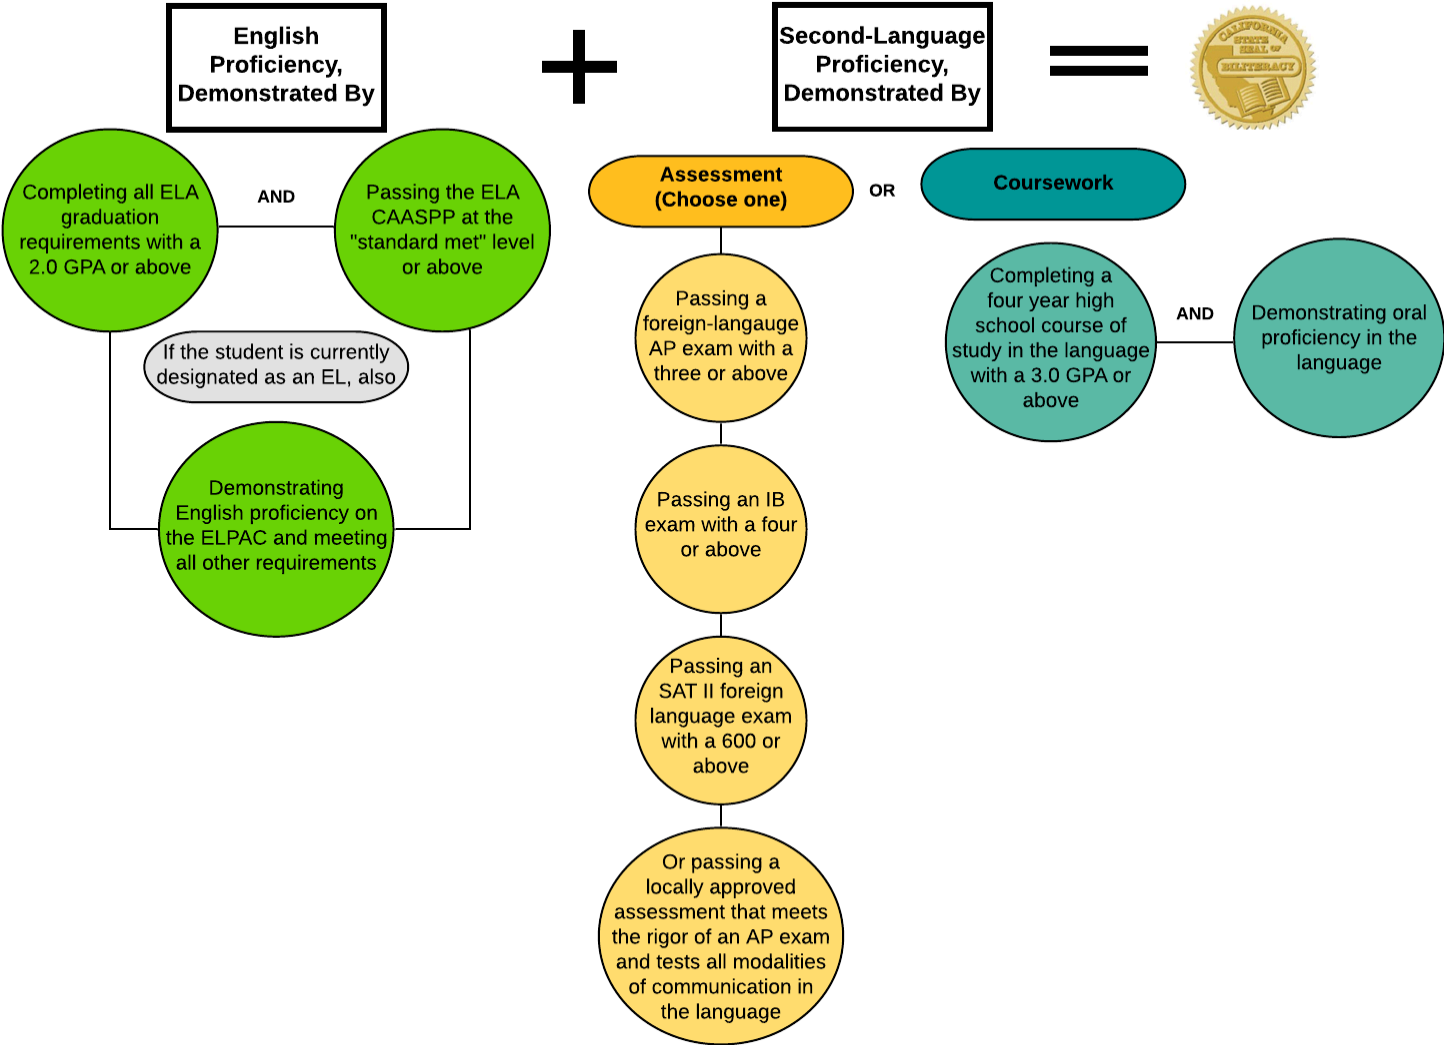 English
Proficiency,
Demonstrated By
Second-Language
Proficiency,
Demonstrated By
CALIFORNIA
STATE
SEAL OF
BILITERACY
Completing all ELA
graduation
requirements with a
2.0 GPA or above
AND
Passing the ELA
CAASPP at the
"standard met" level
or above
If the student is currently
designated as an EL, also
Demonstrating
English proficiency on
the ELPAC and meeting
all other requirements
Assessment
(Choose one)
OR
Coursework
Passing a
foreign-langauge
AP exam with a
three or above
Passing an IB
exam with a four
or above
Passing an
SAT II foreign
language exam
with a 600 or
above
Or passing a
locally approved
assessment that meets
the rigor of an AP exam
and tests all modalities
of communication in
the language
Completing a
four year high
school course of
study in the language
with a 3.0 GPA or
above
AND
Demonstrating oral
proficiency in the
language